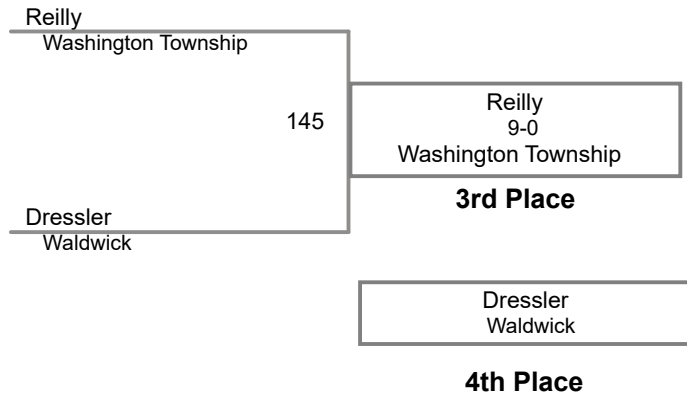 Reilly
Washington Township
145
Reilly
9-0
Washington Township
3rd Place
Dressler
Waldwick
Dressler
Waldwick
4th Place